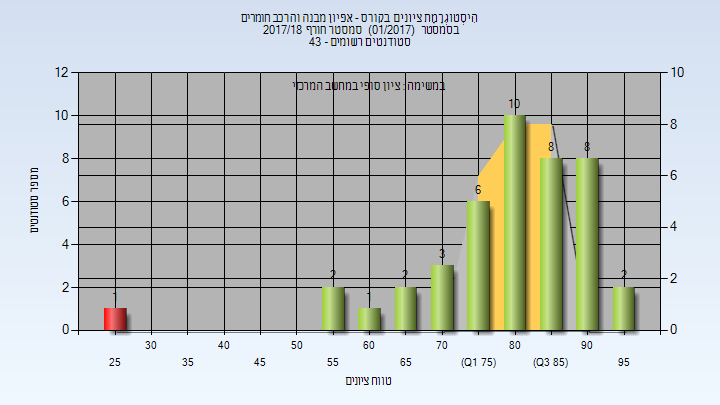 היסטוגרמת ציונים בקורס - אפיון מבנה והרכב חומרים
בסמסטר (01/2017) סמסטר חורף 2017/18
סטודנטים רשומים - 43
במשימה : ציון סופי במחשב המרכזי
12 10 8 6 4 2 0
מספר סטודנטים
10 8 6 4 2 0
1 2 1 2 3 6 10 8 8 2
30 40 50 60 70 80 90
25 35 45 55 65 (Q1 75) (Q3 85) 95
טווח ציונים